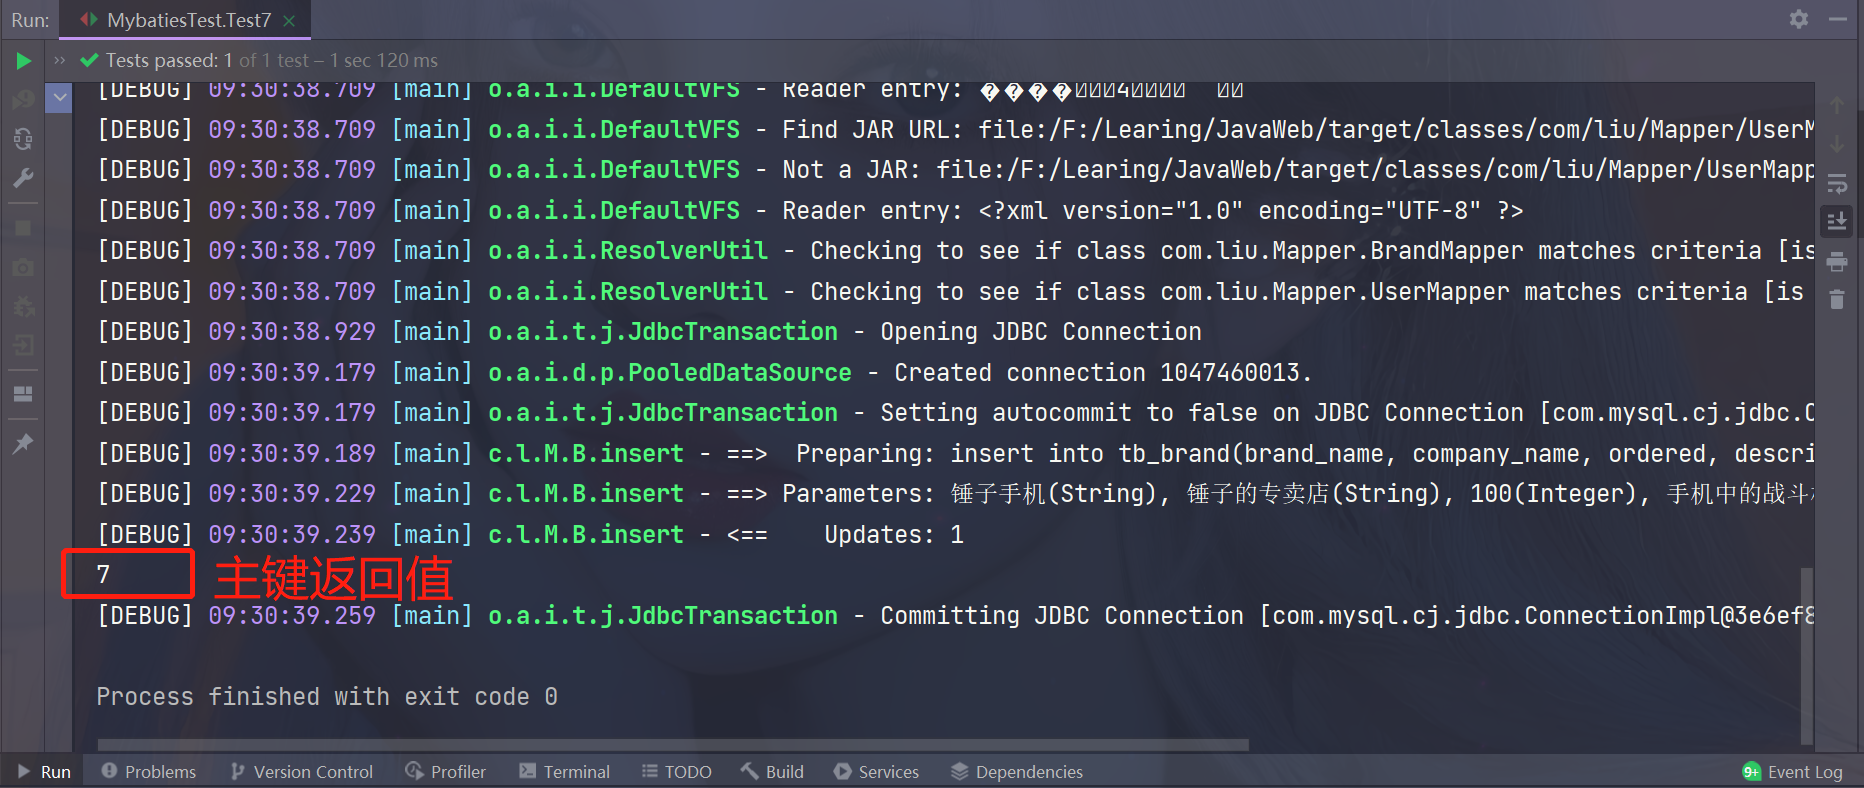 Run: MybatiesTest.Test7
Tests passed: 1 of 1 test – 1 sec 120 ms
[DEBUG] 09:30:38.709 [main] o.a.i.i.DefaultVFS - Reader entry: ����
[DEBUG] 09:30:38.709 [main] o.a.i.i.DefaultVFS - Find JAR URL: file:/F:/Learing/JavaWeb/target/classes/com/liu/Mapper/UserM
[DEBUG] 09:30:38.709 [main] o.a.i.i.DefaultVFS - Not a JAR: file:/F:/Learing/JavaWeb/target/classes/com/liu/Mapper/UserMapp
[DEBUG] 09:30:38.709 [main] o.a.i.i.DefaultVFS - Reader entry: <?xml version="1.0" encoding="UTF-8" ?>
[DEBUG] 09:30:38.709 [main] o.a.i.i.ResolverUtil - Checking to see if class com.liu.Mapper.BrandMapper matches criteria [is
[DEBUG] 09:30:38.709 [main] o.a.i.i.ResolverUtil - Checking to see if class com.liu.Mapper.UserMapper matches criteria [is
[DEBUG] 09:30:38.929 [main] o.a.i.t.j.JdbcTransaction - Opening JDBC Connection
[DEBUG] 09:30:39.179 [main] o.a.i.d.p.PooledDataSource - Created connection 1047460013.
[DEBUG] 09:30:39.179 [main] o.a.i.t.j.JdbcTransaction - Setting autocommit to false on JDBC Connection [com.mysql.cj.jdbc.C
[DEBUG] 09:30:39.189 [main] c.l.M.B.insert - ==>  Preparing: insert into tb_brand(brand_name, company_name, ordered, descri
[DEBUG] 09:30:39.229 [main] c.l.M.B.insert - ==> Parameters: 锤子手机(String), 锤子的专卖店(String), 100(Integer), 手机中的战斗
[DEBUG] 09:30:39.239 [main] c.l.M.B.insert - <==    Updates: 1
7 主键返回值
[DEBUG] 09:30:39.259 [main] o.a.i.t.j.JdbcTransaction - Committing JDBC Connection [com.mysql.cj.jdbc.ConnectionImpl@3e6ef8
Process finished with exit code 0
Run Problems Version Control Profiler Terminal TODO Build Services Dependencies 9+ Event Log